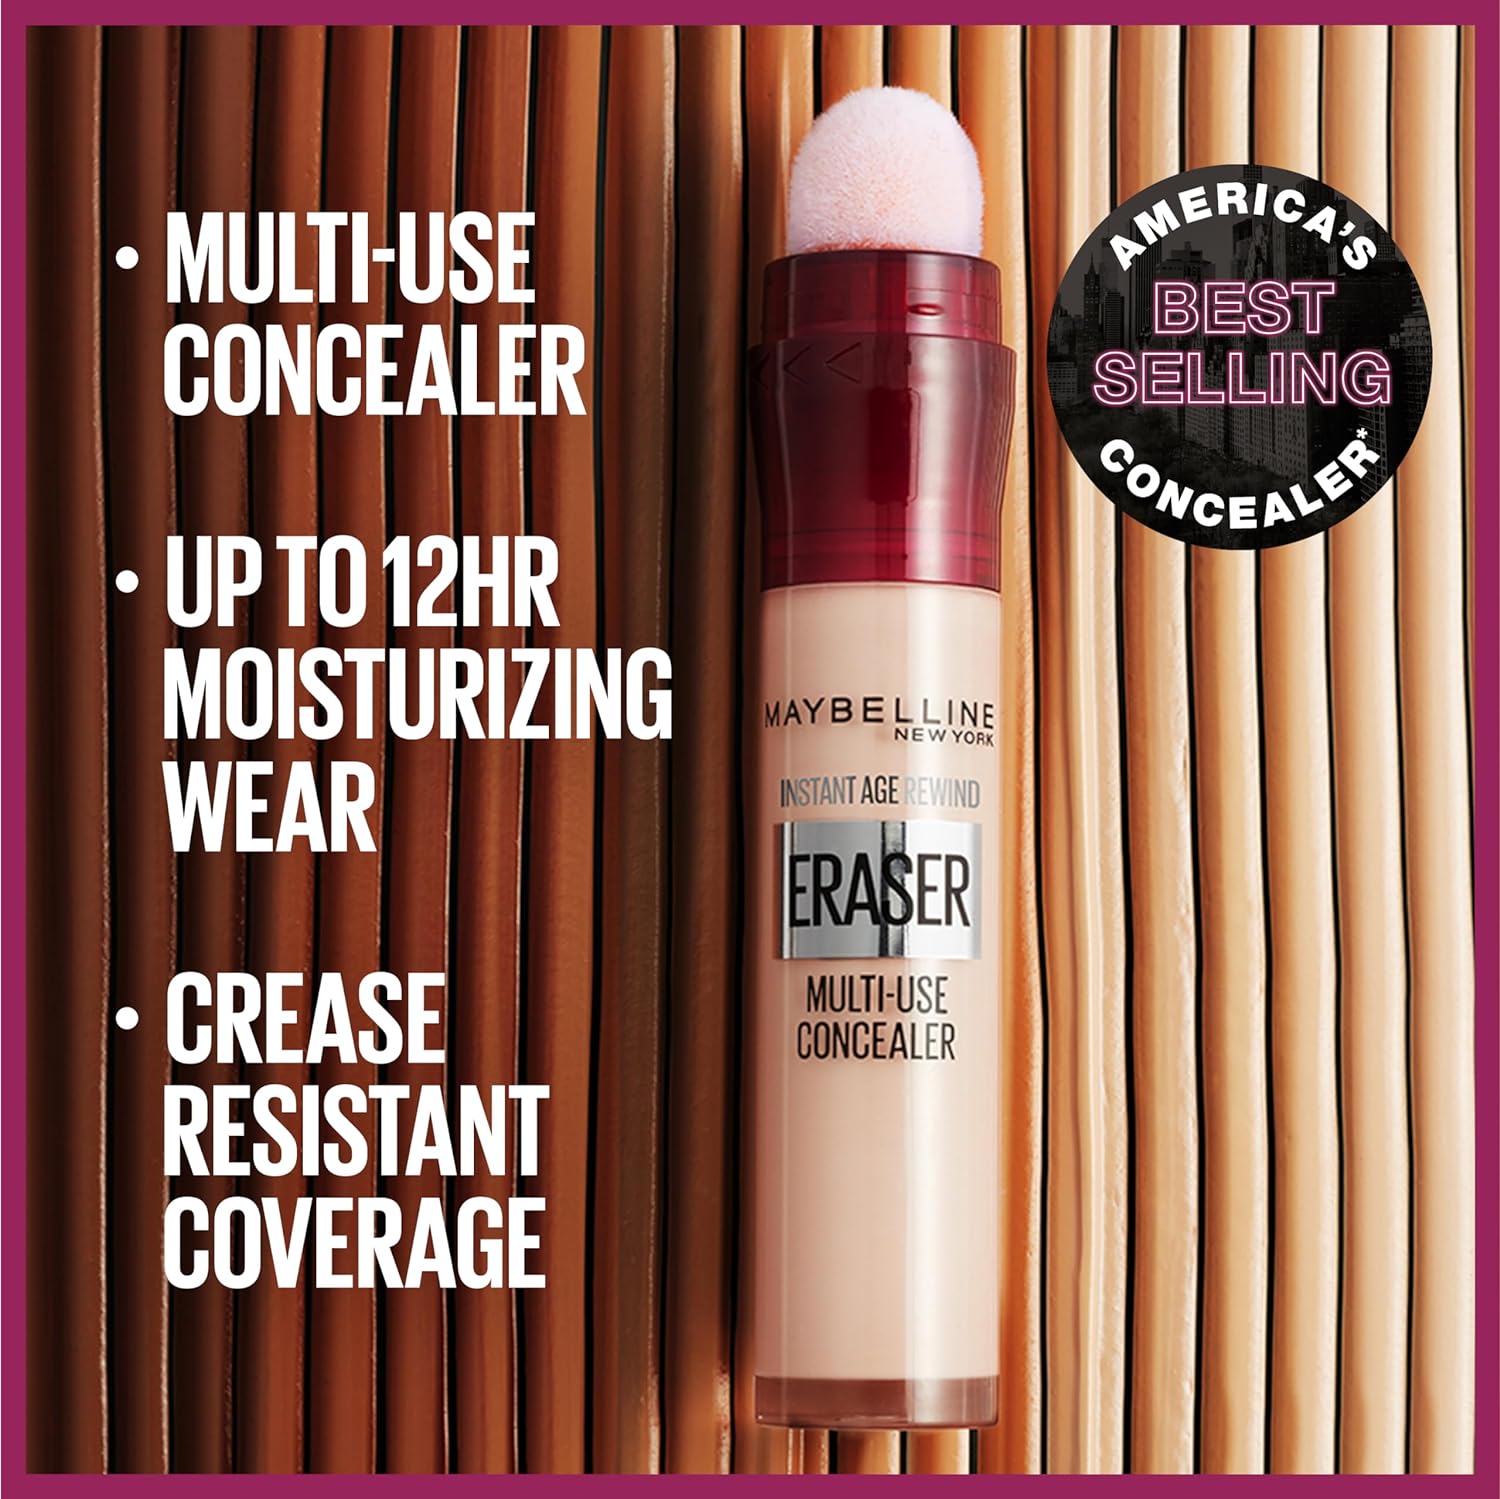 • MULTI-USE
CONCEALER
• UP TO 12HR
MOISTURIZING
WEAR
• CREASE
RESISTANT
COVERAGE
MAYBELLINE
NEW YORK
INSTANT AGE REWIND
ERASER
MULTI-USE
CONCEALER
AMERICA'S
BEST
SELLING
CONCEALER*